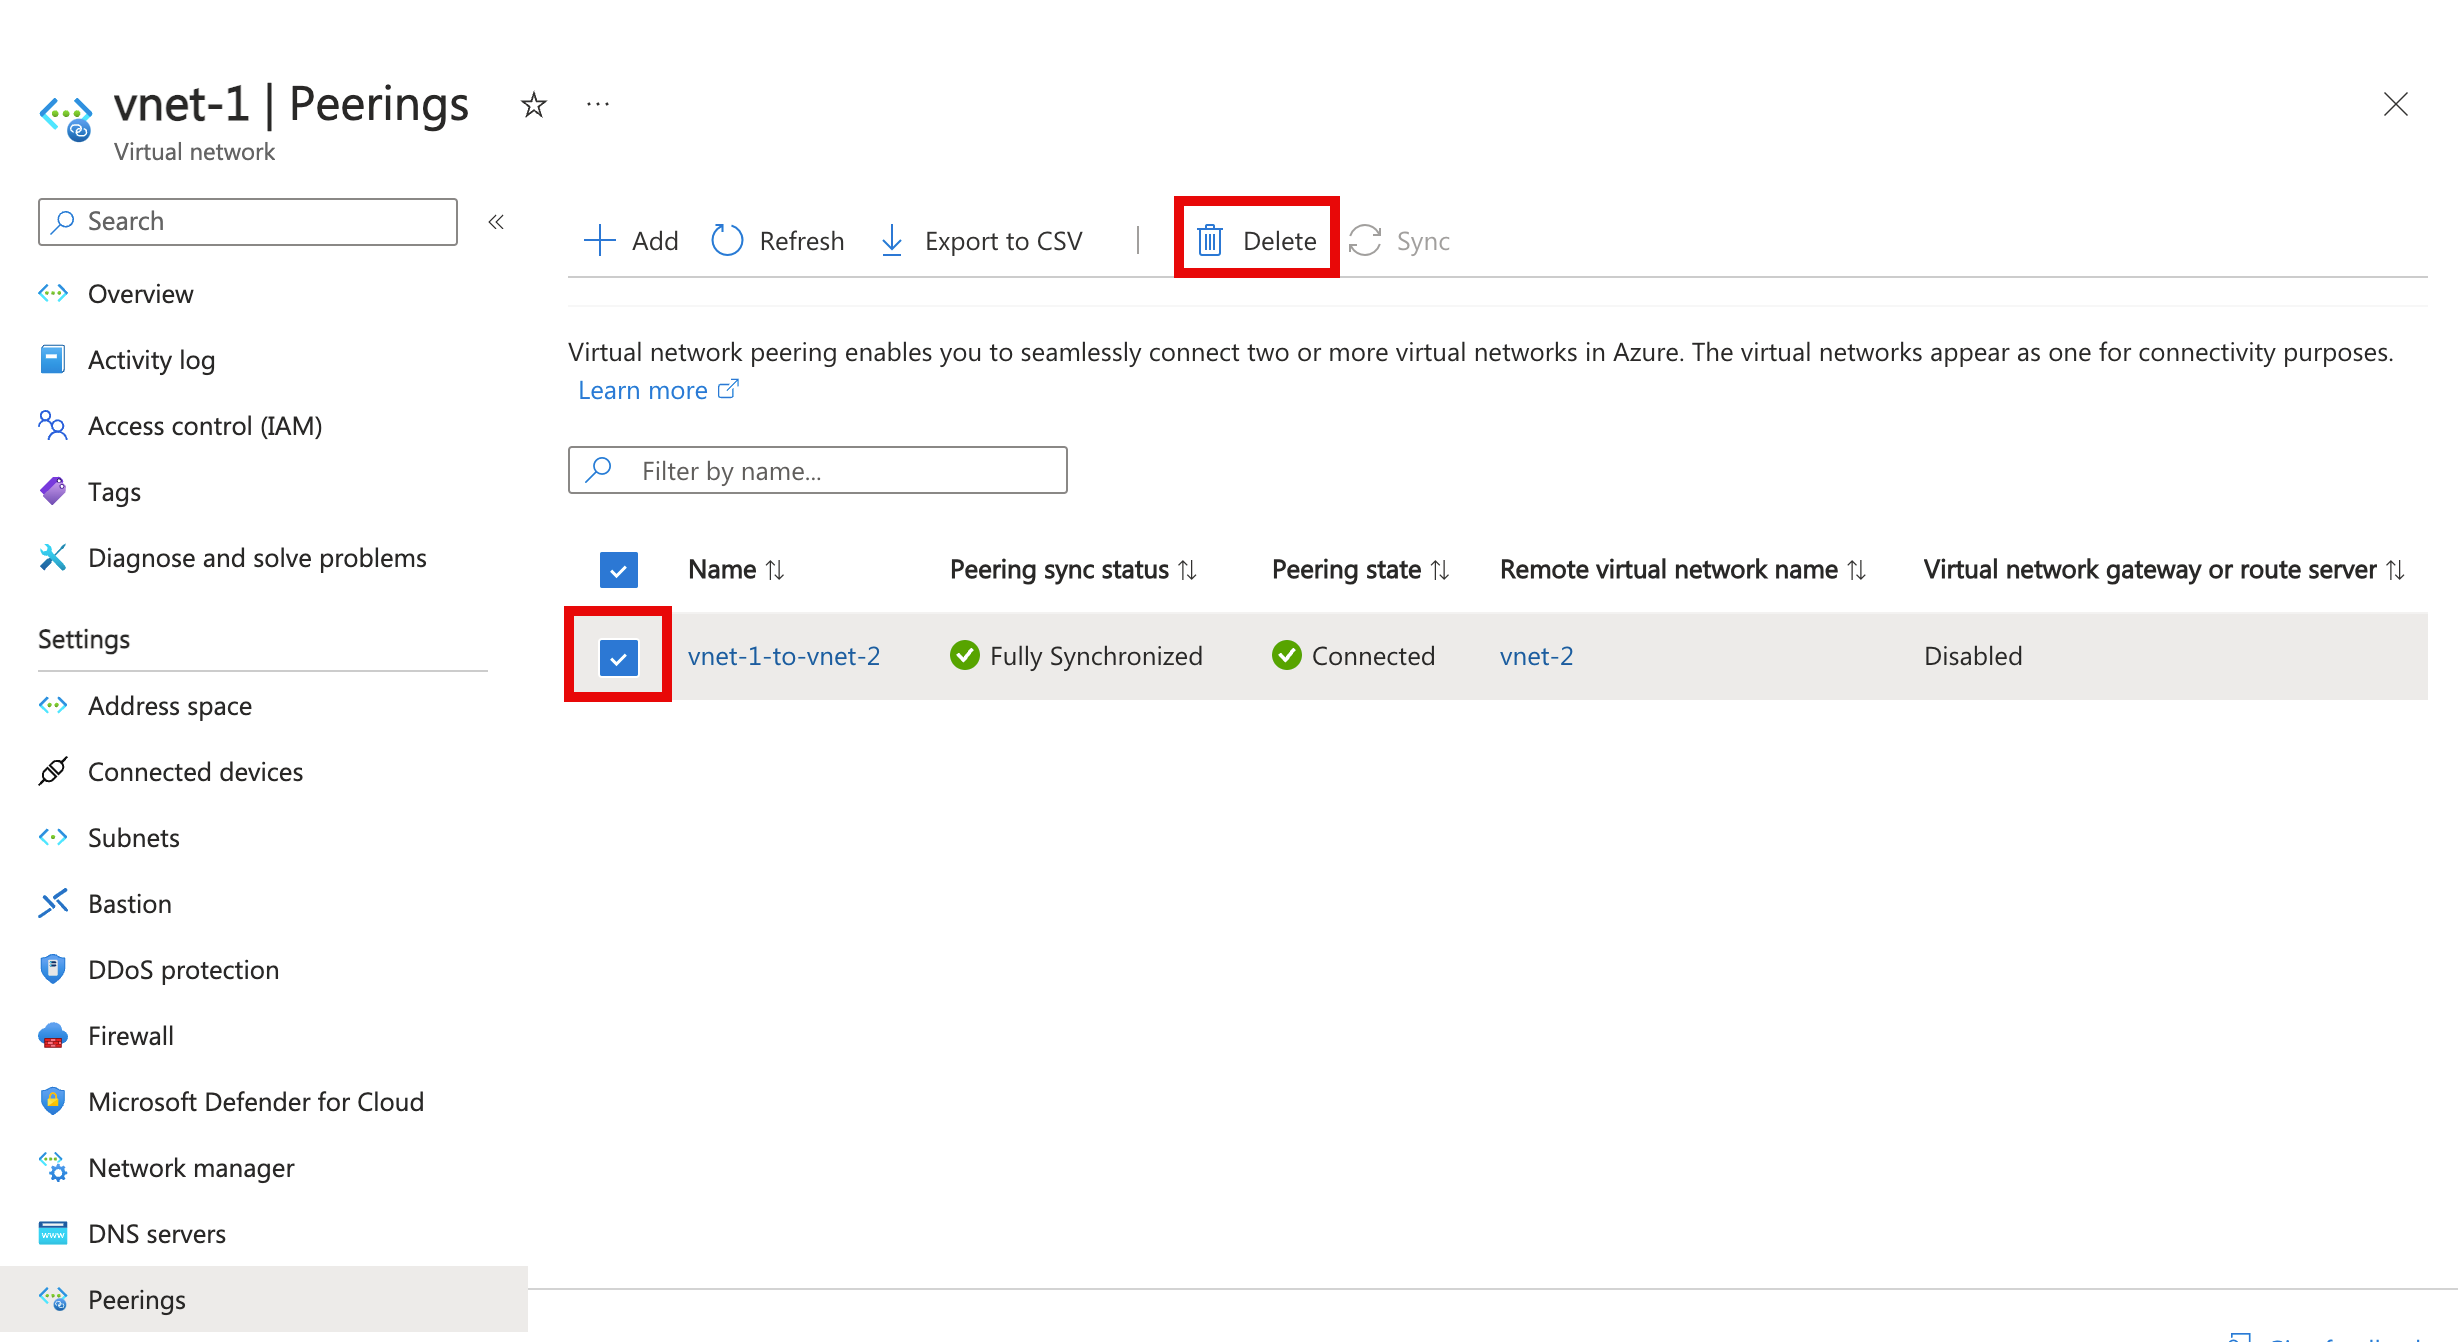 vnet-1 | Peerings
Virtual network
Search
Overview
Activity log
Access control (IAM)
Tags
Diagnose and solve problems
Settings
Address space
Connected devices
Subnets
Bastion
DDoS protection
Firewall
Microsoft Defender for Cloud
Network manager
www
DNS servers
Peerings
Add Refresh Export to CSV | Delete Sync
Virtual network peering enables you to seamlessly connect two or more virtual networks in Azure. The virtual networks appear as one for connectivity purposes.
Learn more
Filter by name...
Name Peering sync status Peering state Remote virtual network name Virtual network gateway or route server
vnet-1-to-vnet-2 Fully Synchronized Connected vnet-2 Disabled